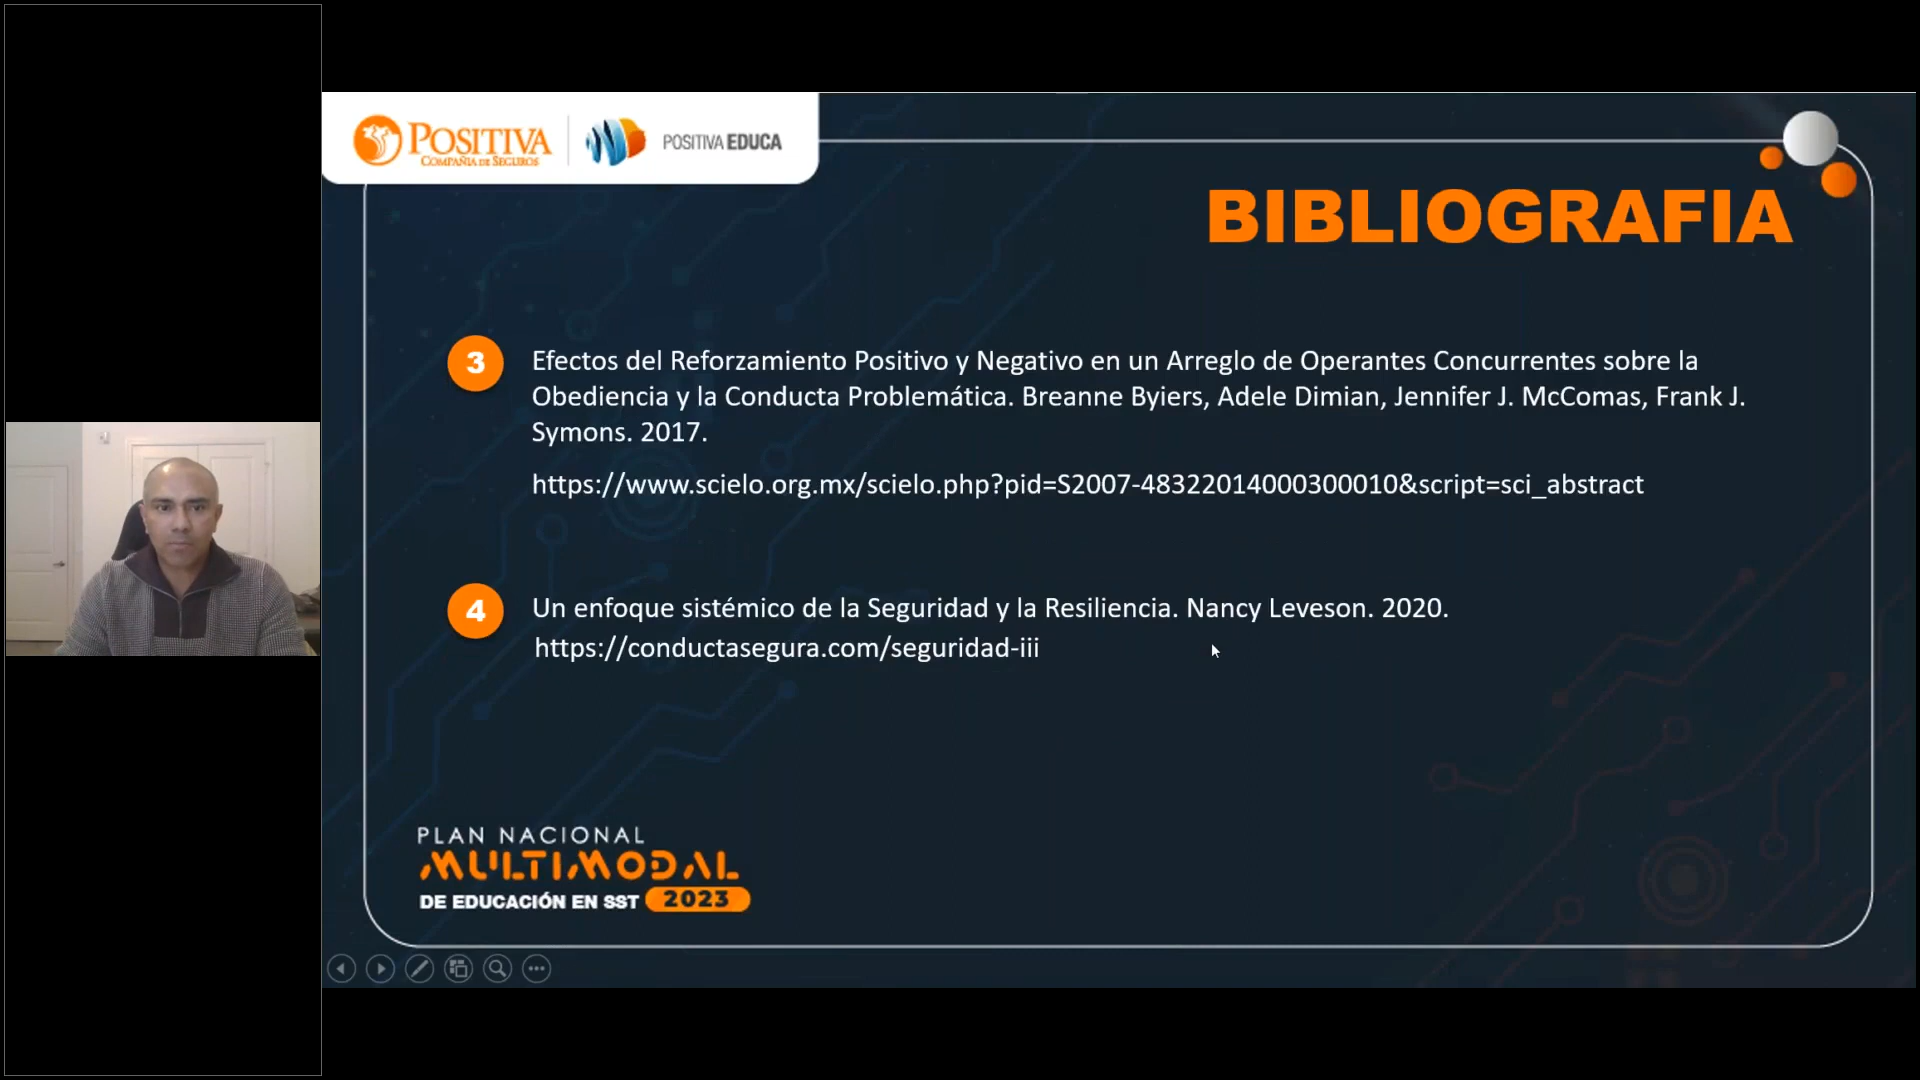 POSITIVA
COMPAÑIA DE SEGUROS
POSITIVA EDUCA
BIBLIOGRAFIA
3
Efectos del Reforzamiento Positivo y Negativo en un Arreglo de Operantes Concurrentes sobre la
Obediencia y la Conducta Problemática. Breanne Byiers, Adele Dimian, Jennifer J. McComas, Frank J.
Symons. 2017.
https://www.scielo.org.mx/scielo.php?pid=S2007-48322014000300010&script=sci_abstract
4
Un enfoque sistémico de la Seguridad y la Resiliencia. Nancy Leveson. 2020.
https://conductasegura.com/seguridad-iii
PLAN NACIONAL
MULTIMODAL
DE EDUCACIÓN EN SST 2023